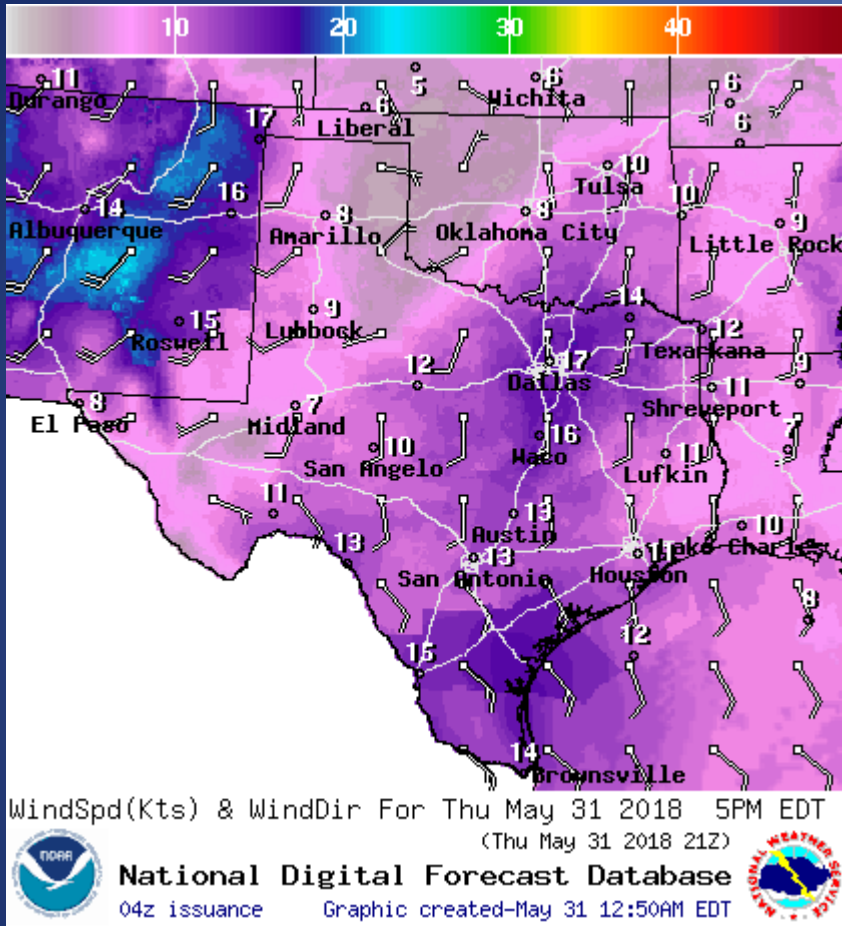 10 20 30 40
11 5 6 6
Durango Wichita
17 6 6
Liberal
10
Tulsa
14 16 8 8 10 9
Albuquerque Amarillo Oklahoma City Little Rock
15 9 14 12
Roswell Lubbock Texarkana
12 17 9
Dallas
8 7 11
El Paso Midland Shreveport
10 16 11 7
San Angelo Waco Lufkin
11 13 10
Austin Lake Charles
13 13 11
San Antonio Houston
8
12
15
14
Brownsville
WindSpd(Kts) & WindDir For Thu May 31 2018 5PM EDT
(Thu May 31 2018 21Z)
NOAA
National Digital Forecast Database
04z issuance Graphic created-May 31 12:50AM EDT
NATIONAL WEATHER SERVICE